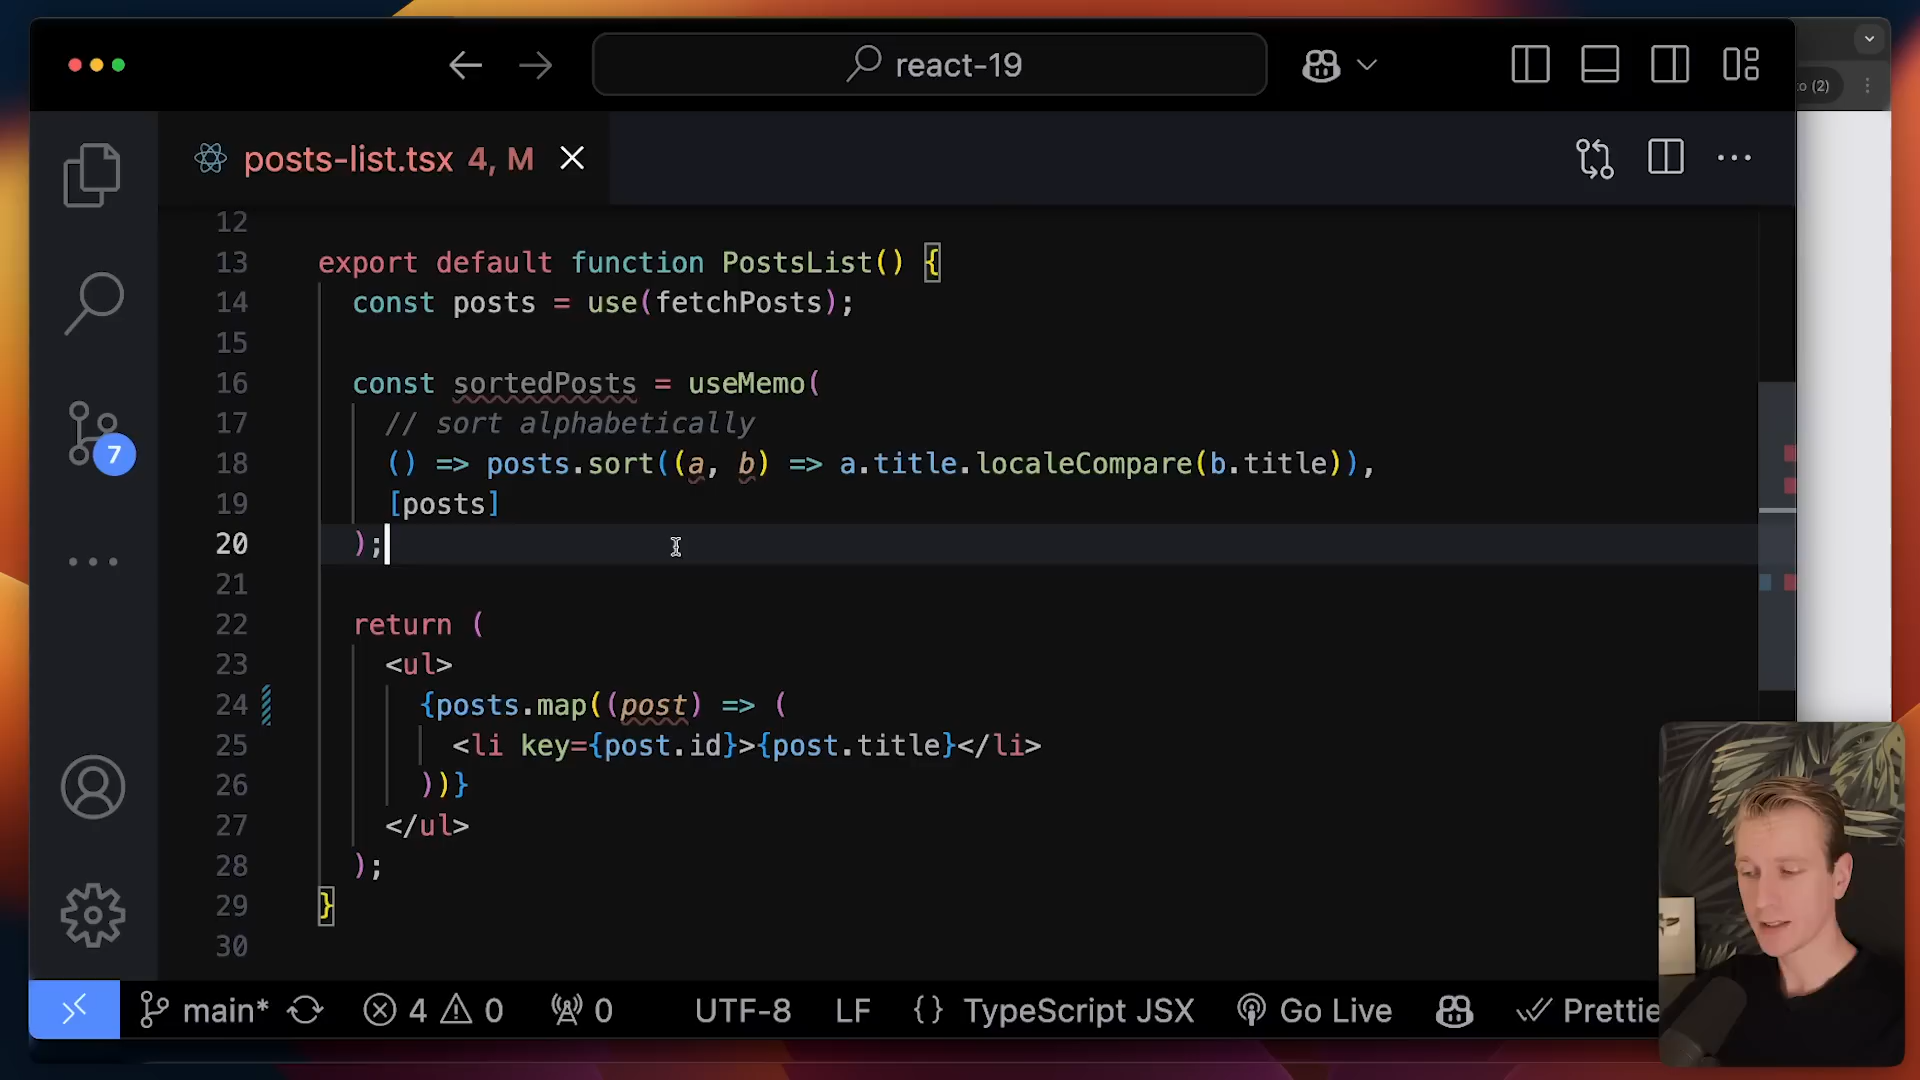 react-19
o (2)
posts-list.tsx 4, M
12
13 export default function PostsList() {
14 const posts = use(fetchPosts);
15
16 const sortedPosts = useMemo(
17 // sort alphabetically
18 () => posts.sort((a, b) => a.title.localeCompare(b.title)),
19 [posts]
20 );
21
22 return (
23 <ul>
24 {posts.map((post) => (
25 <li key={post.id}>{post.title}</li>
26 ))}
27 </ul>
28 );
29 }
30
7
main* 4 0 0 UTF-8 LF {} TypeScript JSX Go Live Prettie